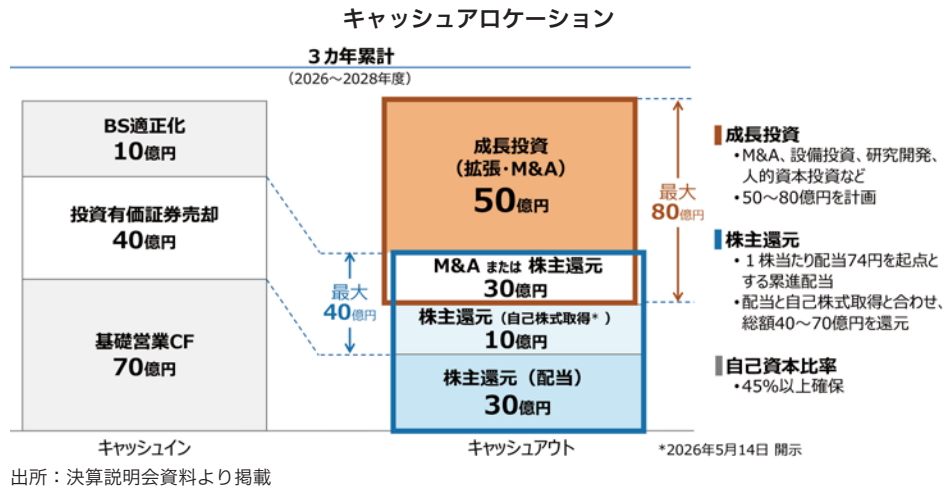 キャッシュアロケーション
３カ年累計
（2026～2028年度）
BS適正化
10億円
投資有価証券売却
40億円
基礎営業CF
70億円
キャッシュイン
最大
40億円
成長投資
（拡張・M&A）
50億円
M&A または 株主還元
30億円
株主還元（自己株式取得*）
10億円
株主還元（配当）
30億円
キャッシュアウト
最大
80億円
成長投資
・M&A、設備投資、研究開発、
人的資本投資など
・50～80億円を計画
株主還元
・１株当たり配当74円を起点と
する累進配当
・配当と自己株式取得と合わせ、
総額40～70億円を還元
自己資本比率
・45%以上確保
*2026年5月14日 開示
出所：決算説明会資料より掲載